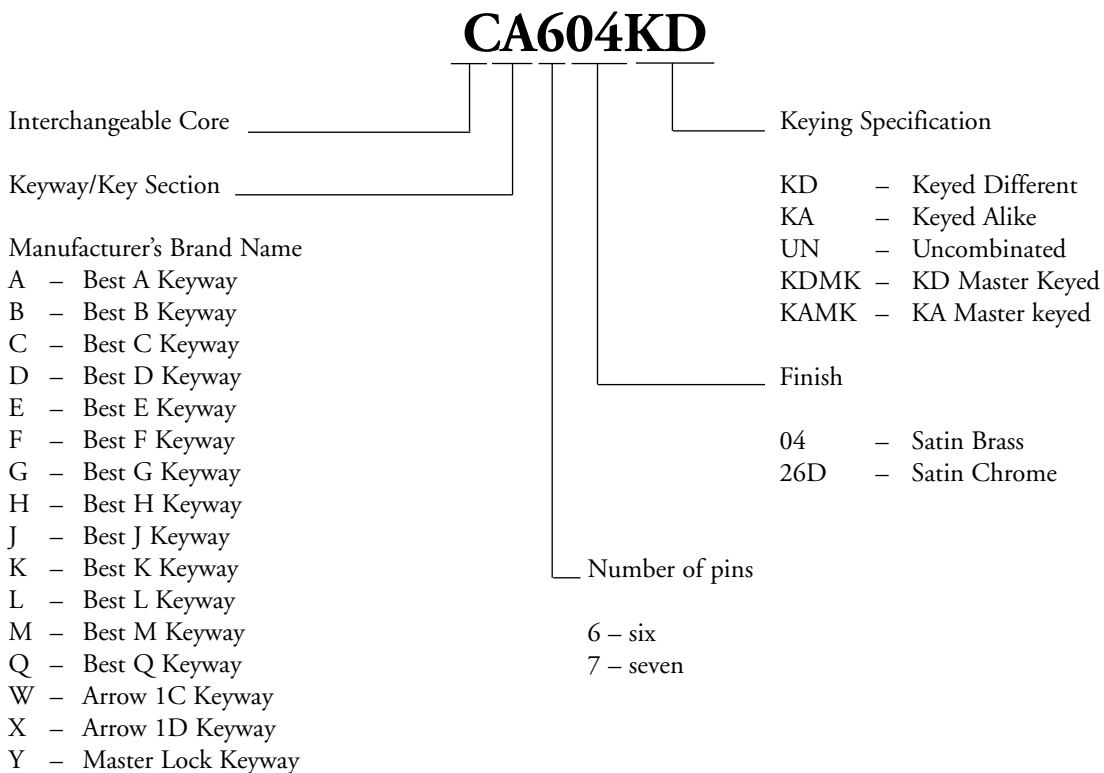 CA604KD
Interchangeable Core
Keyway/Key Section
Manufacturer's Brand Name
A – Best A Keyway
B – Best B Keyway
C – Best C Keyway
D – Best D Keyway
E – Best E Keyway
F – Best F Keyway
G – Best G Keyway
H – Best H Keyway
J – Best J Keyway
K – Best K Keyway
L – Best L Keyway
M – Best M Keyway
Q – Best Q Keyway
W – Arrow 1C Keyway
X – Arrow 1D Keyway
Y – Master Lock Keyway
Number of pins
6 – six
7 – seven
Keying Specification
KD – Keyed Different
KA – Keyed Alike
UN – Uncombinated
KDMK – KD Master Keyed
KAMK – KA Master keyed
Finish
04 – Satin Brass
26D – Satin Chrome